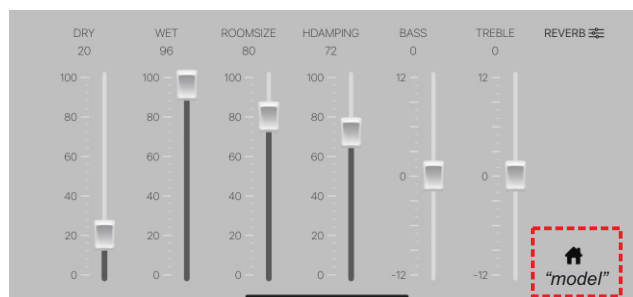 DRY WET ROOMSIZE HDAMPING BASS TREBLE REVERB
20 96 80 72 0 0
100 100 100 100 12 12
80 80 80 80
60 60 60 60
0 0
40 40 40 40
20 20 20 20
0 0 0 0 -12 -12
“model”